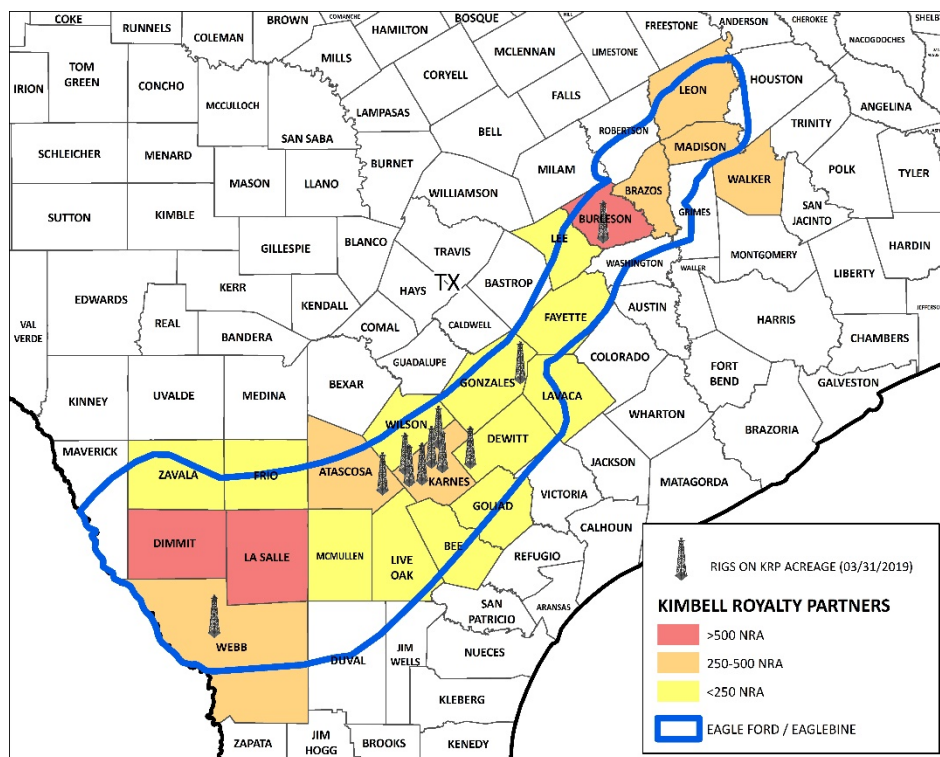 COKE
RUNNELS
COLEMAN
BROWN
COMANCHE
HAMILTON
BOSQUE
HILL
FREESTONE
ANDERSON
CHEROKEE
NACOGDOCHES
SHELBY
IRION
TOM
GREEN
CONCHO
MCCULLOCH
MILLS
CORYELL
MCLENNAN
LIMESTONE
LEON
HOUSTON
ANGELINA
SAN SABA
LAMPASAS
FALLS
ROBERTSON
TRINITY
SCHLEICHER
MENARD
BELL
MADISON
POLK
TYLER
MASON
LLANO
BURNET
MILAM
WALKER
SUTTON
KIMBLE
WILLIAMSON
BRAZOS
SAN
JACINTO
BURLESON
GRIMES
GILLESPIE
BLANCO
TRAVIS
LEE
WASHINGTON
MONTGOMERY
HARDIN
LIBERTY
KERR
HAYS
TX
BASTROP
WALLER
EDWARDS
KENDALL
AUSTIN
JEFFERSON
VAL
VERDE
REAL
BANDERA
COMAL
CALDWELL
FAYETTE
HARRIS
CHAMBERS
GUADALUPE
COLORADO
FORT
BEND
GALVESTON
KINNEY
UVALDE
MEDINA
BEXAR
GONZALES
LAVACA
WHARTON
BRAZORIA
MAVERICK
WILSON
DEWITT
JACKSON
MATAGORDA
ZAVALA
FRIO
ATASCOSA
KARNES
VICTORIA
GOLIAD
CALHOUN
DIMMIT
LA SALLE
MCMULLEN
LIVE
OAK
BEE
REFUGIO
ARANSAS
SAN
PATRICIO
WEBB
DUVAL
JIM
WELLS
NUECES
KLEBERG
ZAPATA
JIM
HOGG
BROOKS
KENEDY
RIGS ON KRP ACREAGE (03/31/2019)
KIMBELL ROYALTY PARTNERS
>500 NRA
250-500 NRA
<250 NRA
EAGLE FORD / EAGLEBINE